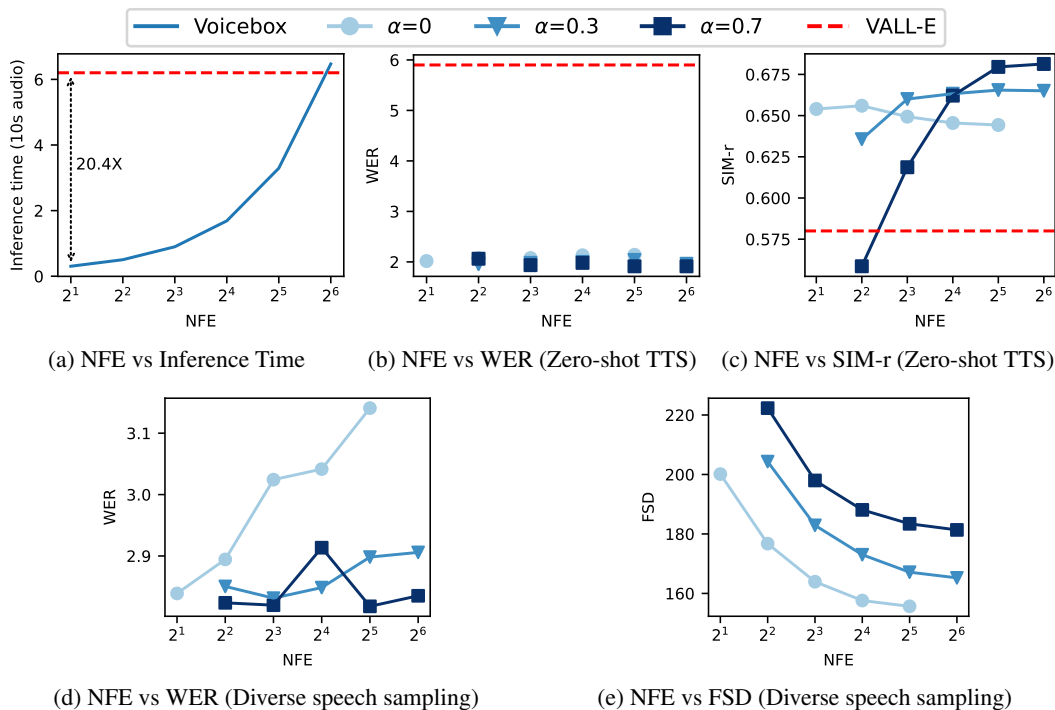 Voicebox α=0 α=0.3 α=0.7 VALL-E
Inference time (10s audio)
6
4
2
0
20.4X
2^1 2^2 2^3 2^4 2^5 2^6
NFE
WER
6
5
4
3
2
2^1 2^2 2^3 2^4 2^5 2^6
NFE
SIM-r
0.675
0.650
0.625
0.600
0.575
2^1 2^2 2^3 2^4 2^5 2^6
NFE
(a) NFE vs Inference Time
(b) NFE vs WER (Zero-shot TTS)
(c) NFE vs SIM-r (Zero-shot TTS)
WER
3.1
3.0
2.9
2^1 2^2 2^3 2^4 2^5 2^6
NFE
FSD
220
200
180
160
2^1 2^2 2^3 2^4 2^5 2^6
NFE
(d) NFE vs WER (Diverse speech sampling)
(e) NFE vs FSD (Diverse speech sampling)